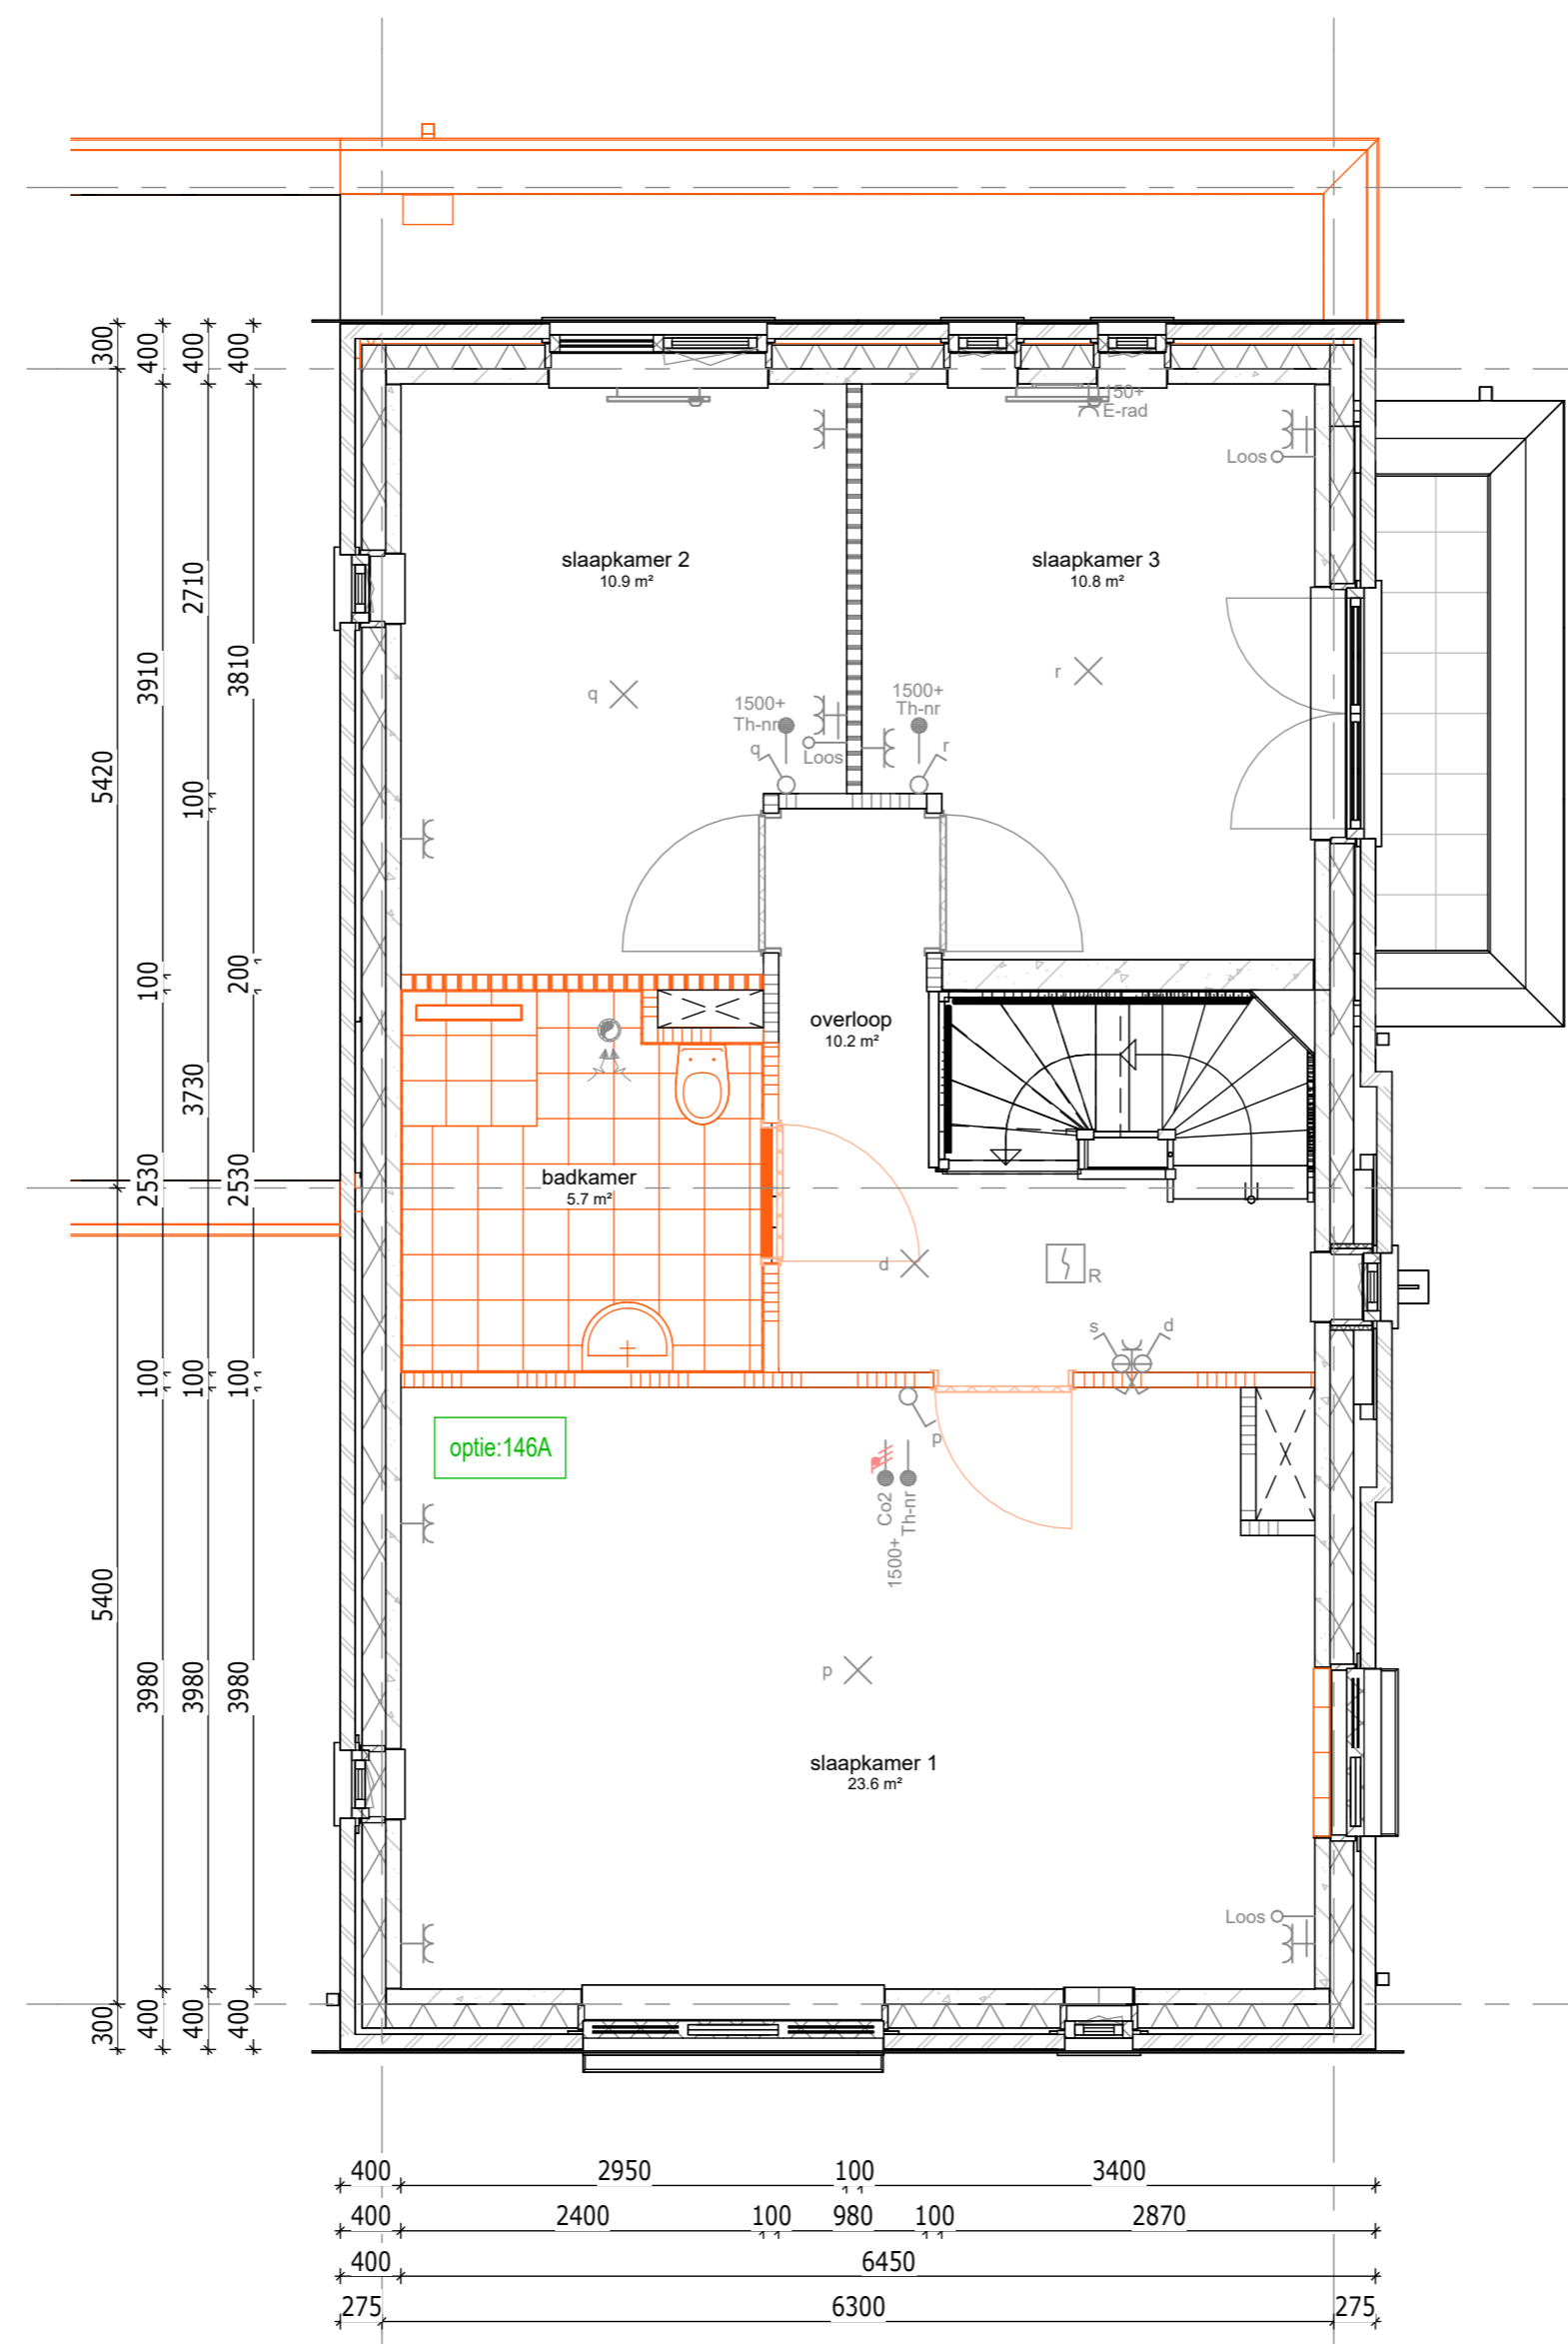 300
400
400
400
150+
E-rad
Loos
slaapkamer 2
10.9 m²
slaapkamer 3
10.8 m²
2710
3910
3810
q
r
1500+
Th-nr
1500+
Th-nr
q
Loos
r
5420
100
100
200
overloop
10.2 m²
3730
2530
2530
badkamer
5.7 m²
d
R
s
d
100
100
100
p
optie:146A
Co2
Th-nr
1500+
5400
3980
3980
3980
p
slaapkamer 1
23.6 m²
Loos
300
400
400
400
400 2950 100 3400
400 2400 100 980 100 2870
400 6450
275 6300 275